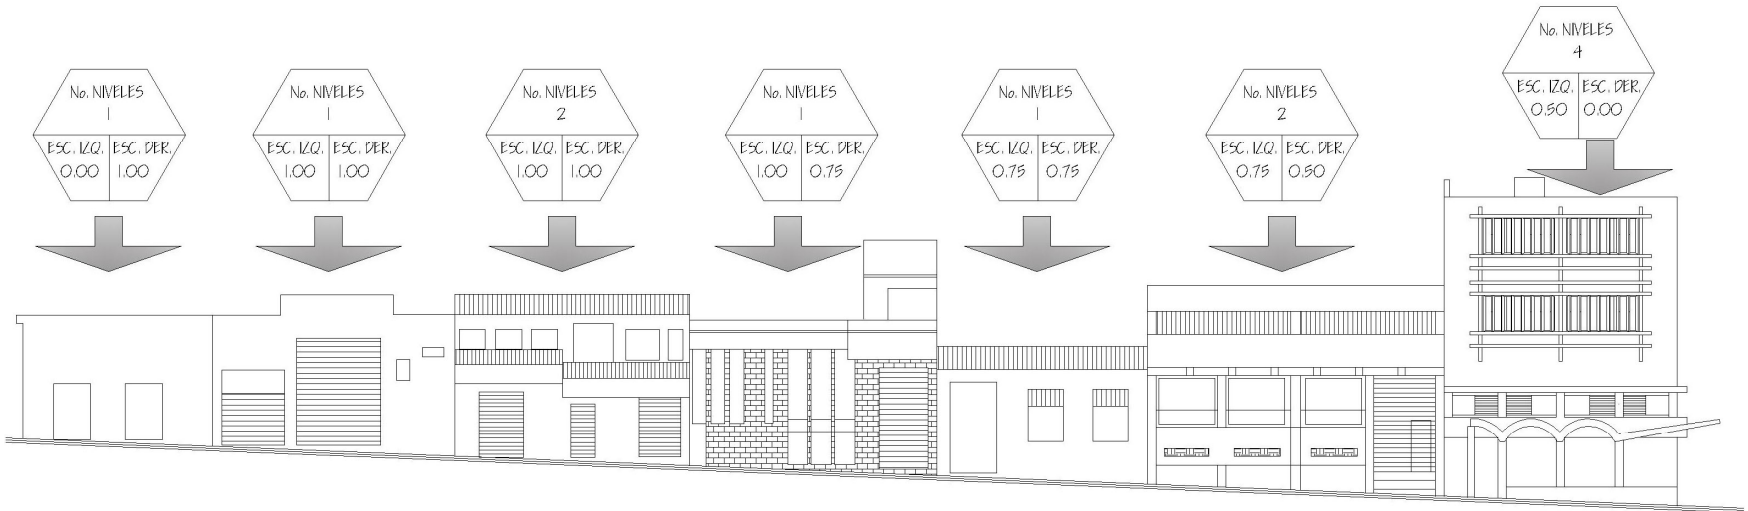 No. NIVELES
1
ESC. IZQ. ESC. DER.
0.00 1.00
No. NIVELES
1
ESC. IZQ. ESC. DER.
1.00 1.00
No. NIVELES
2
ESC. IZQ. ESC. DER.
1.00 1.00
No. NIVELES
1
ESC. IZQ. ESC. DER.
1.00 0.75
No. NIVELES
1
ESC. IZQ. ESC. DER.
0.75 0.75
No. NIVELES
2
ESC. IZQ. ESC. DER.
0.75 0.50
No. NIVELES
4
ESC. IZQ. ESC. DER.
0.50 0.00